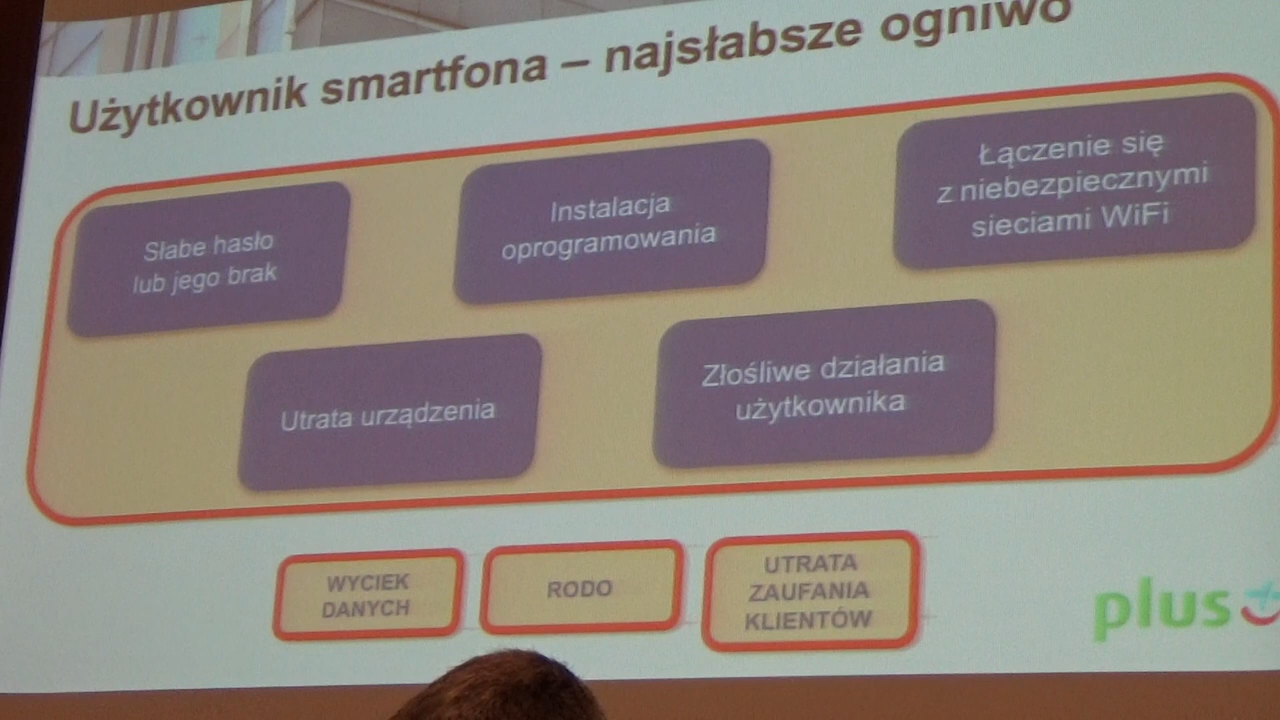 Użytkownik smartfona – najsłabsze ogniwo
Słabe hasło
lub jego brak
Instalacja
oprogramowania
Łączenie się
z niebezpiecznymi
sieciami WiFi
Utrata urządzenia
Złośliwe działania
użytkownika
WYCIEK
DANYCH
RODO
UTRATA
ZAUFANIA
KLIENTÓW
plus